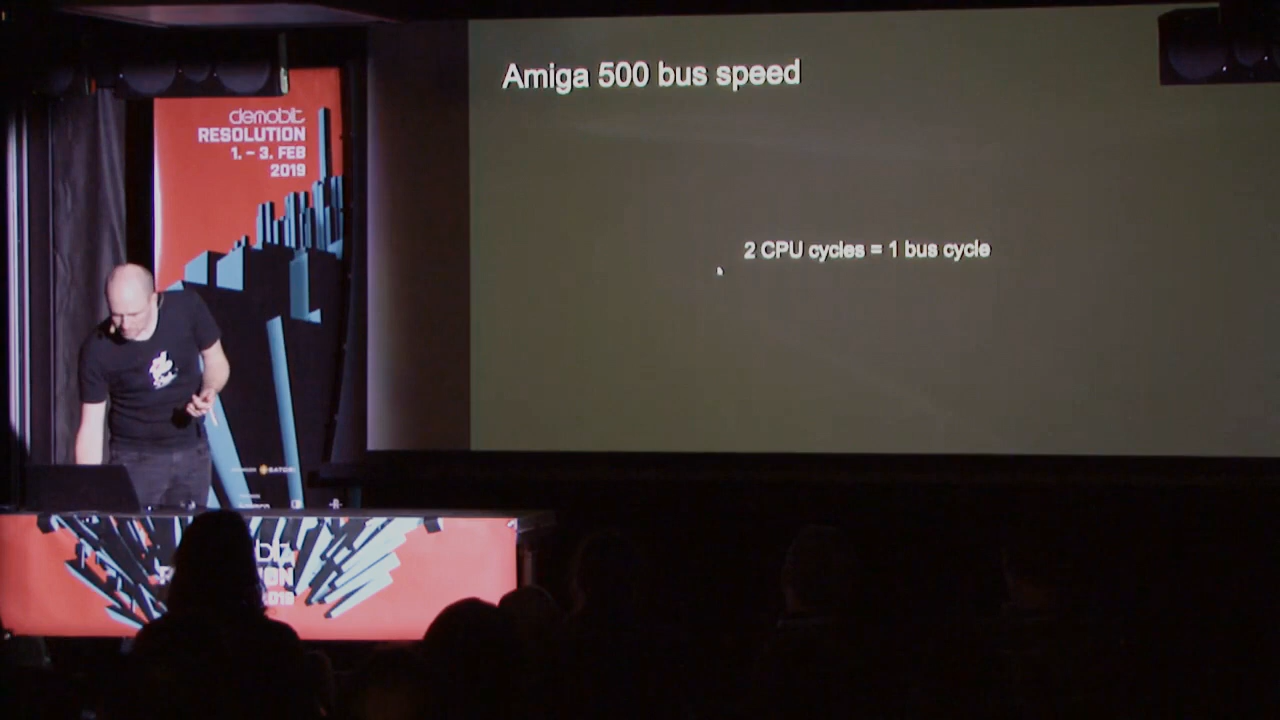 Amiga 500 bus speed
2 CPU cycles = 1 bus cycle
demobit
RESOLUTION
1. – 3. FEB
2019